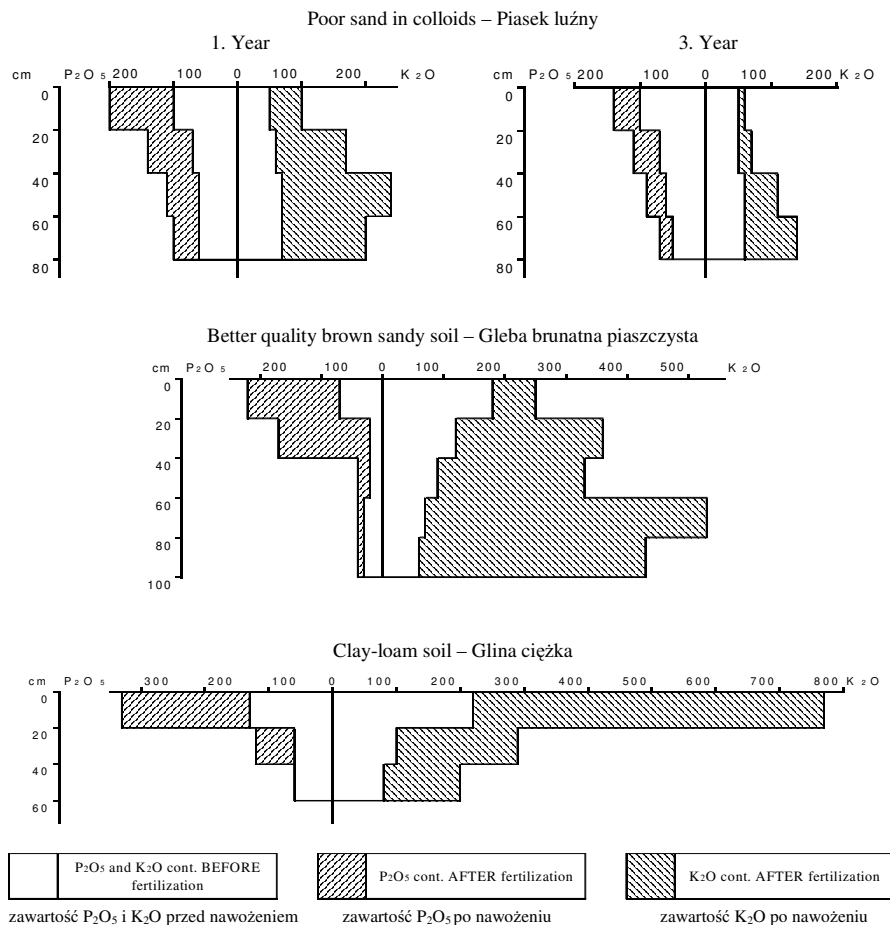 Poor sand in colloids – Piasek luźny
1. Year
3. Year
cm P₂O₅ 200 100 0 100 200 K₂O
0
20
40
60
80
cm P₂O₅ 200 100 0 100 200 K₂O
0
20
40
60
80
Better quality brown sandy soil – Gleba brunatna piaszczysta
cm P₂O₅ 200 100 0 100 200 300 400 500 K₂O
0
20
40
60
80
100
Clay-loam soil – Glina ciężka
cm P₂O₅ 300 200 100 0 100 200 300 400 500 600 700 800 K₂O
0
20
40
60
P₂O₅ and K₂O cont. BEFORE
fertilization
P₂O₅ cont. AFTER fertilization
K₂O cont. AFTER fertilization
zawartość P₂O₅ i K₂O przed nawożeniem
zawartość P₂O₅ po nawożeniu
zawartość K₂O po nawożeniu